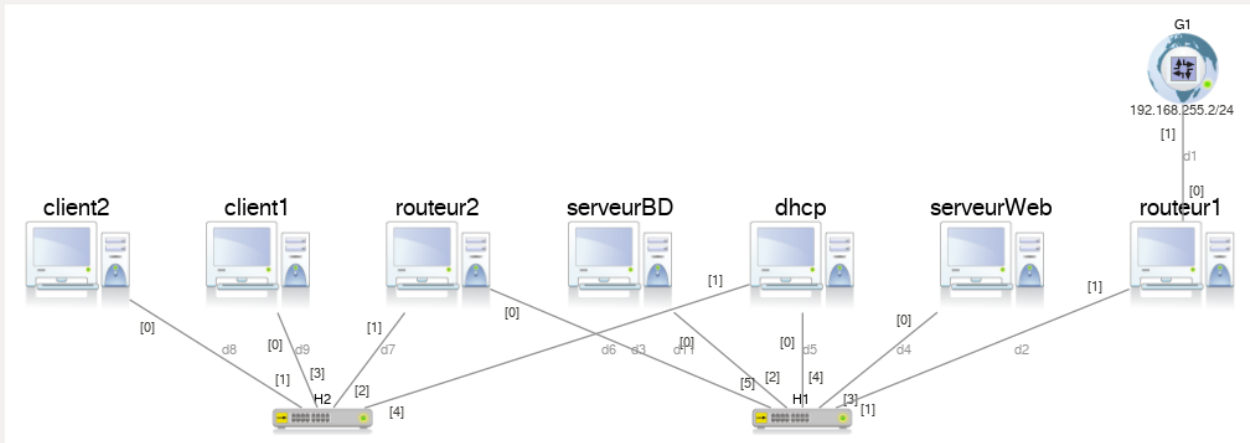 G1
192.168.255.2/24
[1]
d1
[0]
client2
client1
routeur2
serveurBD
dhcp
serveurWeb
routeur1
[0]
[0]
[1]
[0]
[1]
[0]
[0]
[0]
[1]
d8
d9
d7
d6
d3
d5
d4
d2
[1]
[3]
[2]
[4]
[5]
[2]
[4]
[3]
[1]
H2
H1